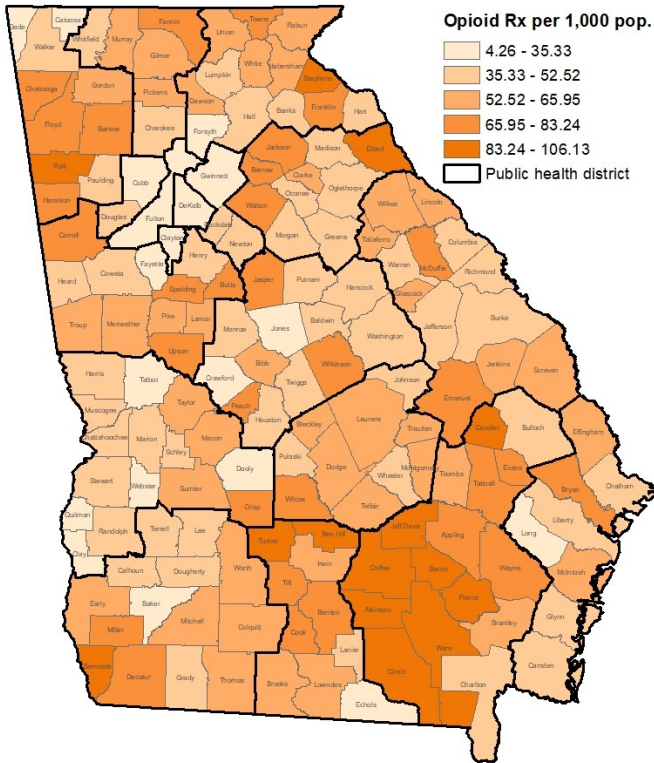 Opioid Rx per 1,000 pop.
4.26 - 35.33
35.33 - 52.52
52.52 - 65.95
65.95 - 83.24
83.24 - 106.13
Public health district
Dade Catoosa Fannin Towns Rabun
Walker Whitfield Murray Union
Gilmer White Habersham Stephens
Chattooga Gordon Lumpkin
Pickens Dawson Banks Franklin Hart
Floyd Bartow Cherokee Hall
Forsyth Jackson Madison Elbert
Polk Barrow Clarke
Paulding Cobb Gwinnett Oconee Oglethorpe
Haralson Walton Wilkes Lincoln
Douglas Fulton DeKalb Rockdale
Carroll Clayton Newton Morgan Greene Taliaferro Columbia
Fayette Henry Warren McDuffie Richmond
Heard Coweta Spalding Butts Jasper Putnam Hancock Glascock
Troup Meriwether Pike Lamar Monroe Jones Baldwin Washington Jefferson Burke
Upson Crawford Bibb Wilkinson
Harris Talbot Twiggs Johnson Jenkins Screven
Taylor Peach Emanuel
Muscogee Houston Laurens
Chattahoochee Marion Macon Bleckley Treutlen Candler Bulloch Effingham
Schley Dooly Pulaski Dodge Montgomery Evans
Stewart Webster Sumter Wheeler Toombs Tattnall Bryan Chatham
Crisp Wilcox Telfair
Quitman Randolph Terrell Lee Turner Ben Hill Jeff Davis Appling Long Liberty
Clay Calhoun Dougherty Worth Irwin Coffee Bacon Wayne McIntosh
Early Baker Tift Pierce
Miller Mitchell Colquitt Cook Berrien Atkinson Ware Brantley Glynn
Lanier
Seminole Decatur Grady Thomas Brooks Lowndes Clinch Charlton Camden
Echols